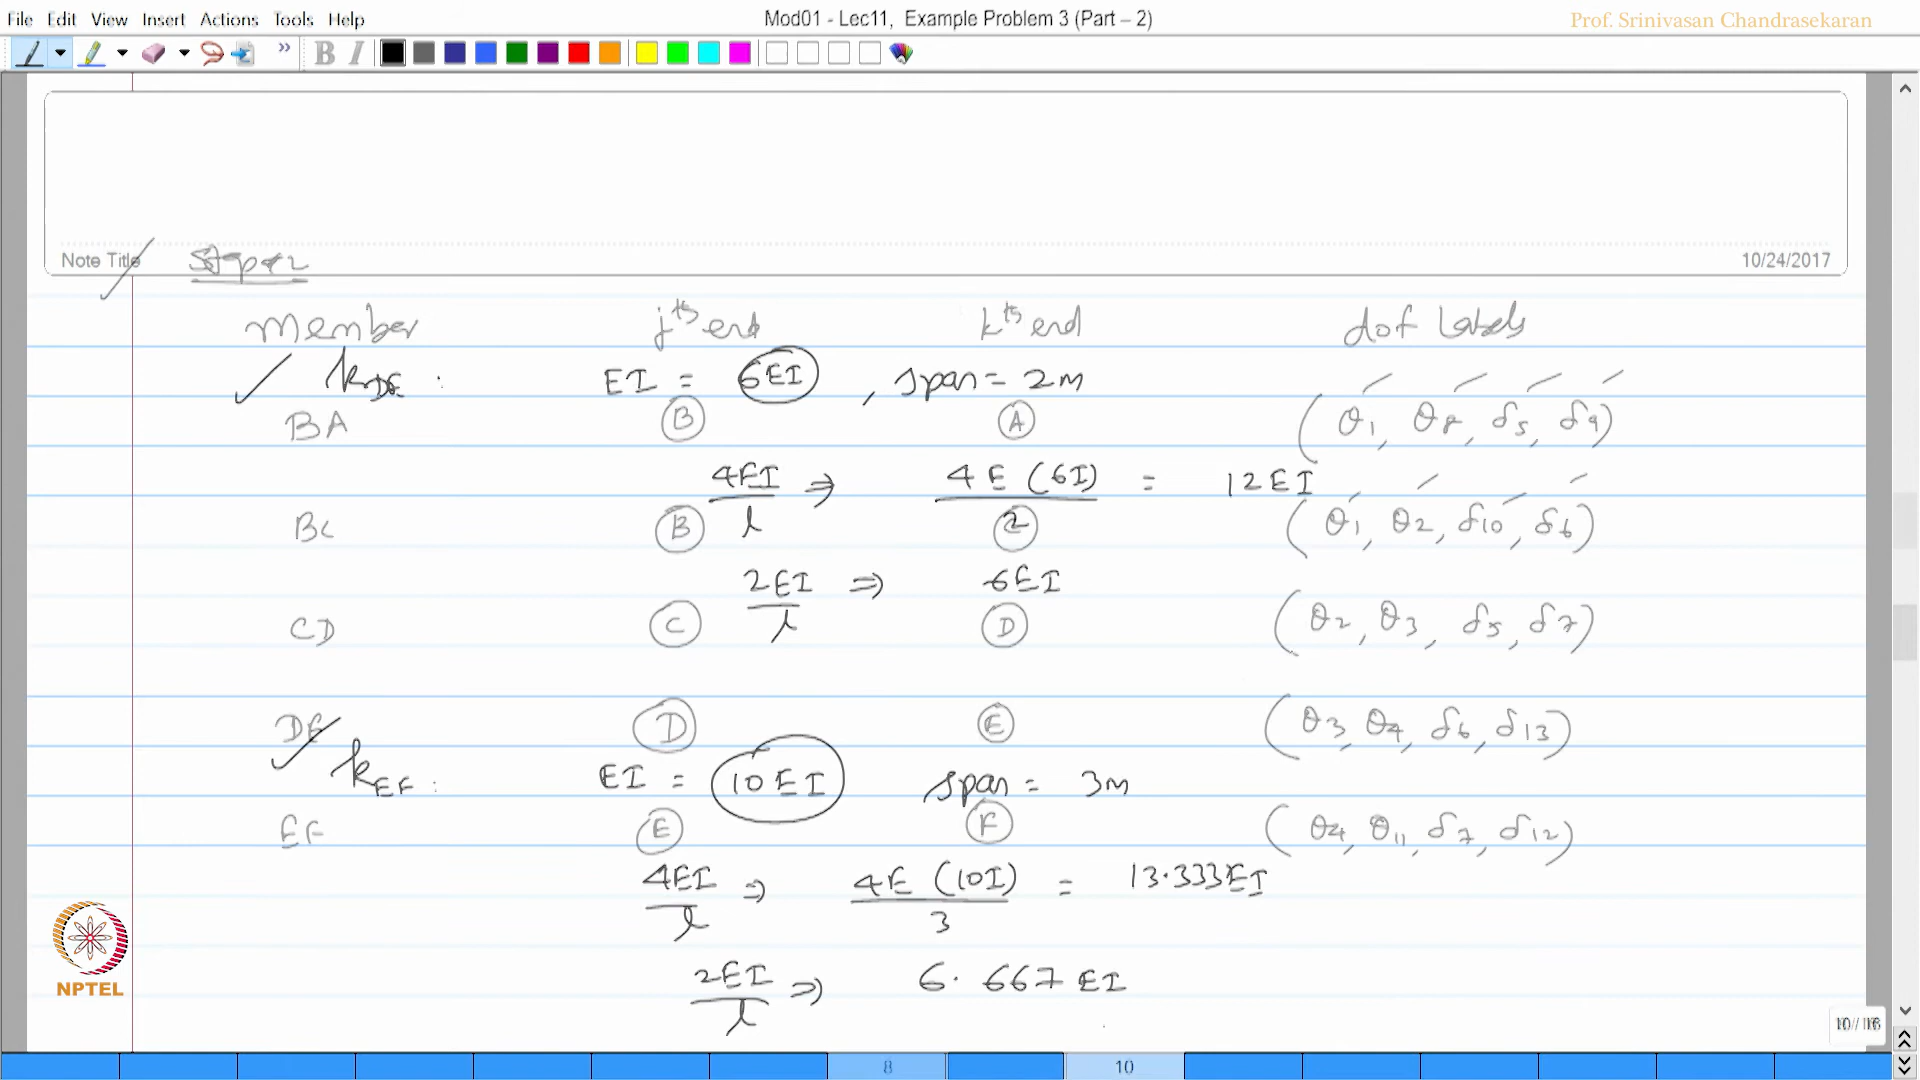 File Edit View Insert Actions Tools Help
Mod01 - Lec11, Example Problem 3 (Part – 2)
Prof. Srinivasan Chandrasekaran
B I
Note Title
10/24/2017
Step-2
Member jth end kth end dof labels
kDE : EI = 6EI , span = 2m
BA B A (θ1, θ8, δ5, δ9)
4EI/l ⇒ 4E(6I)/2 = 12EI
BC B (θ1, θ2, δ10, δ6)
2EI/l ⇒ 6EI
CD C D (θ2, θ3, δ5, δ7)
DE D E (θ3, θ4, δ6, δ13)
kEF : EI = 10EI span = 3m
EF E F (θ4, θ11, δ7, δ12)
4EI/l ⇒ 4E(10I)/3 = 13.333EI
2EI/l ⇒ 6.667EI
NPTEL
8 10